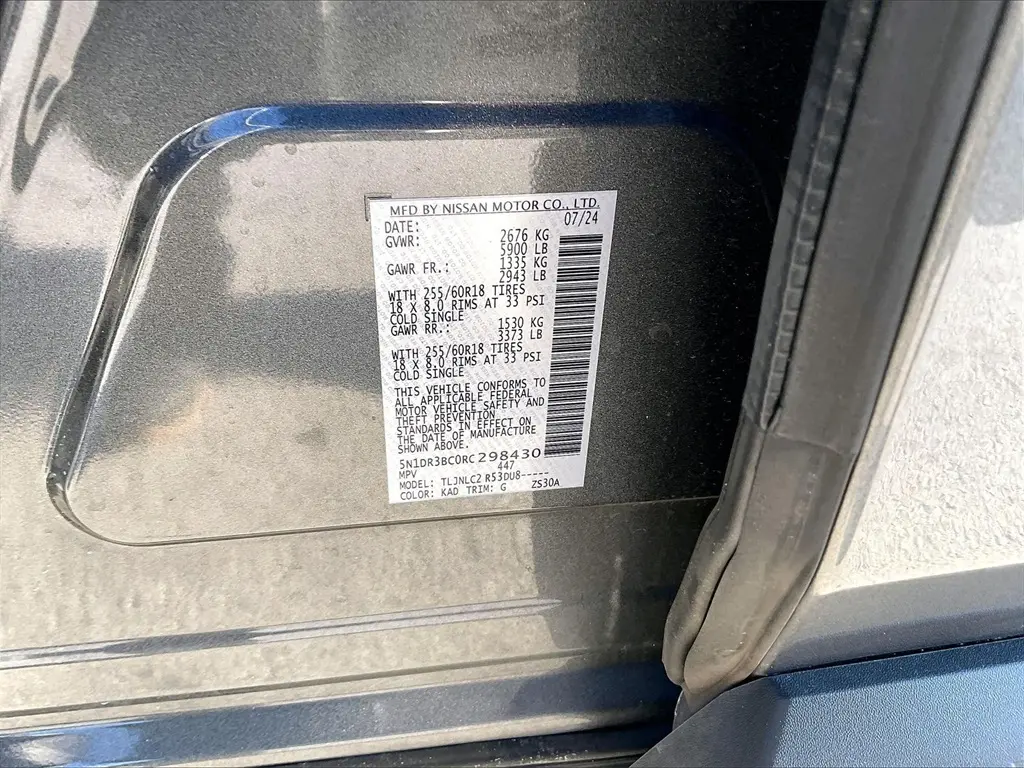 MFD BY NISSAN MOTOR CO., LTD.
DATE: 07/24
GVWR: 2676 KG
5900 LB
GAWR FR.: 1335 KG
2943 LB
WITH 255/60R18 TIRES
18 X 8.0 RIMS AT 33 PSI
COLD SINGLE
GAWR RR.: 1530 KG
3373 LB
WITH 255/60R18 TIRES
18 X 8.0 RIMS AT 33 PSI
COLD SINGLE
THIS VEHICLE CONFORMS TO
ALL APPLICABLE FEDERAL
MOTOR VEHICLE SAFETY AND
THEFT PREVENTION
STANDARDS IN EFFECT ON
THE DATE OF MANUFACTURE
SHOWN ABOVE.
5N1DR3BC0RC298430
MPV 447
MODEL: TLJNLC2 R53DU8-----
COLOR: KAD TRIM: G ZS30A